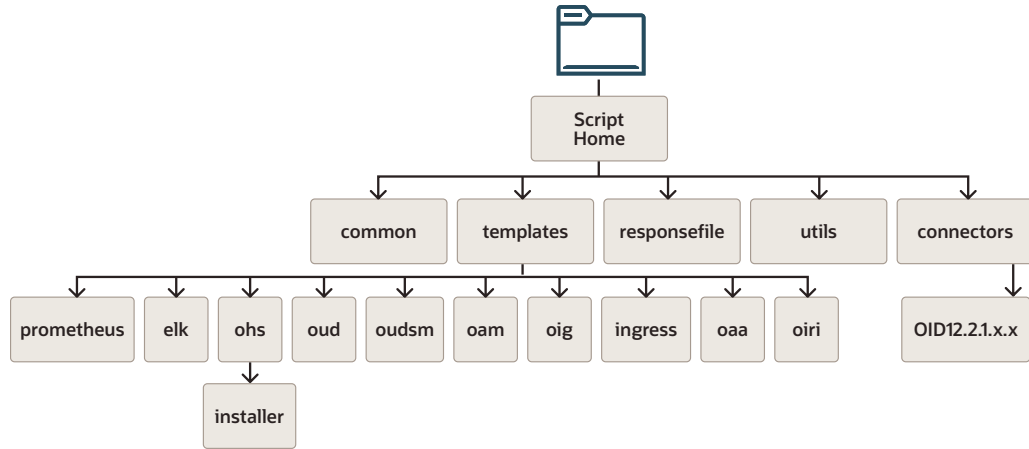 Script
Home
common
templates
responsefile
utils
connectors
prometheus
elk
ohs
oud
oudsm
oam
oig
ingress
oaa
oiri
OID12.2.1.x.x
installer